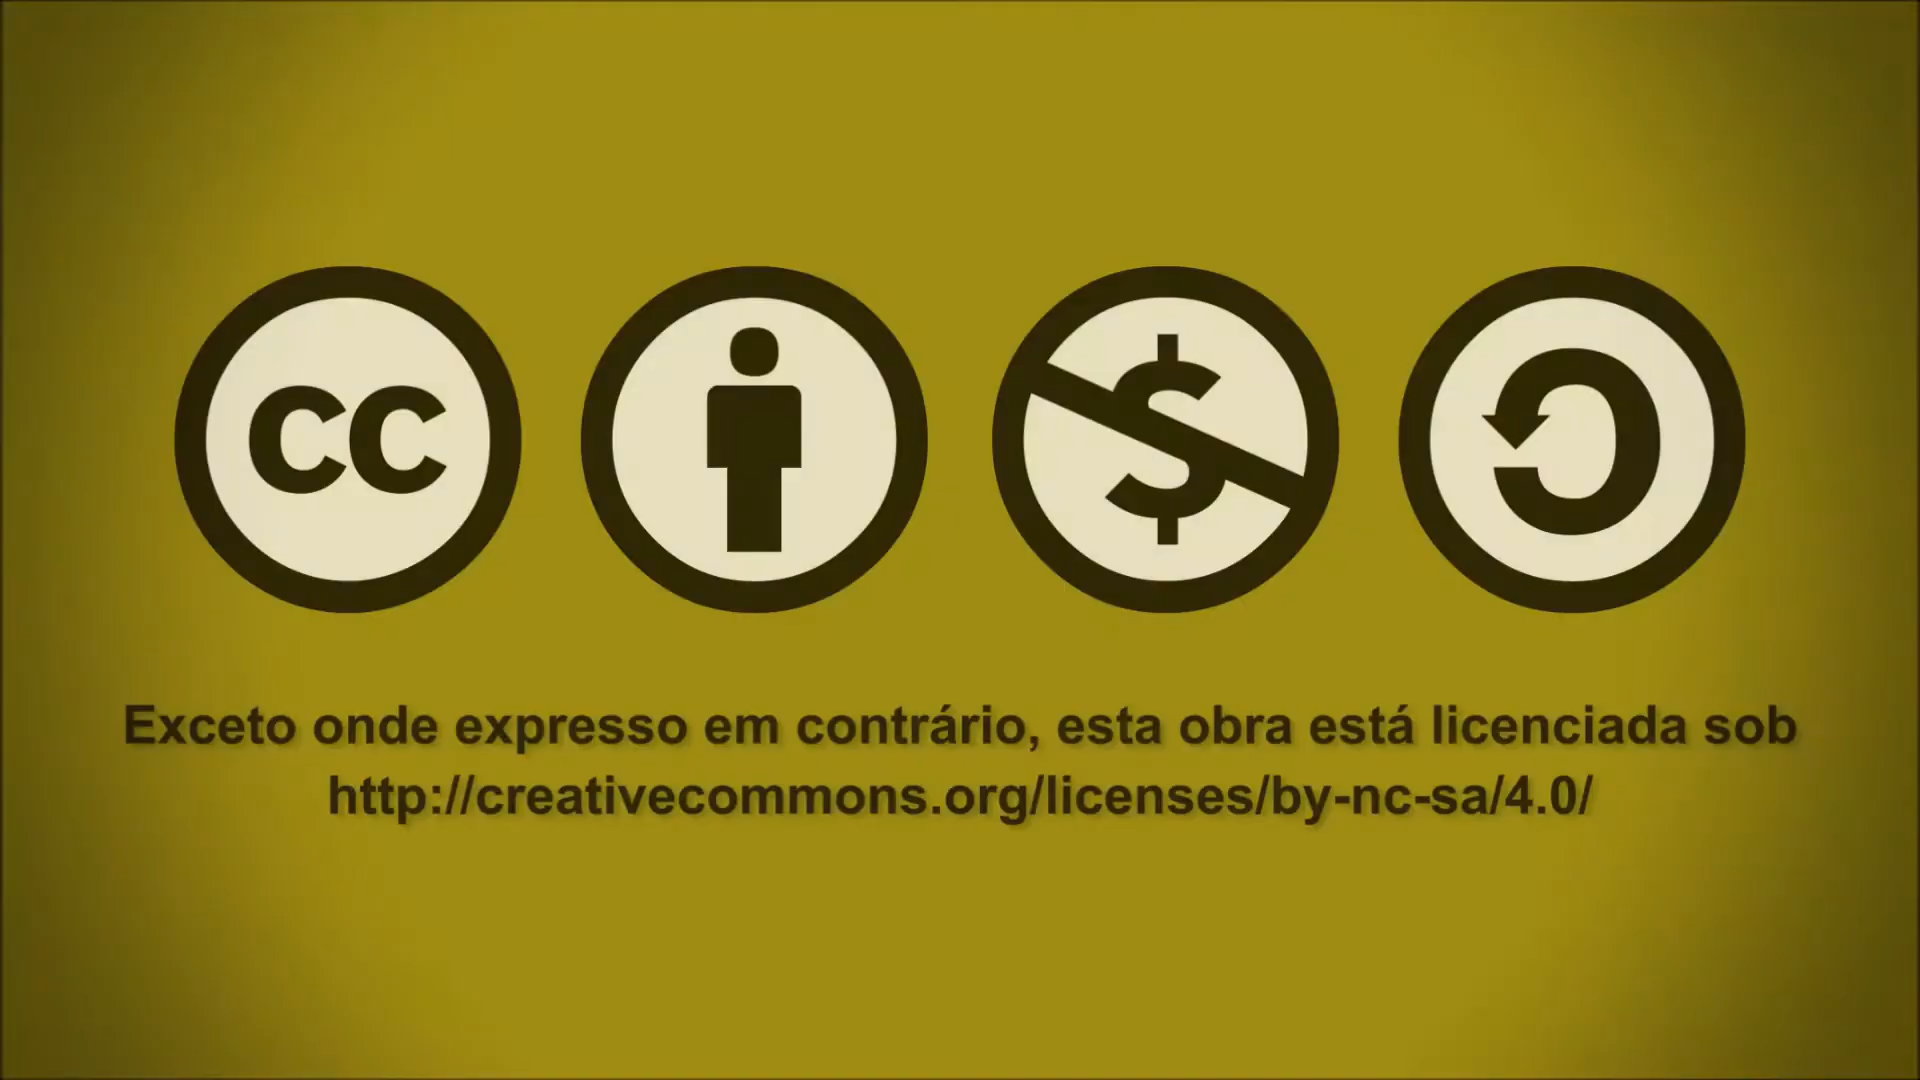 cc
$
Exceto onde expresso em contrário, esta obra está licenciada sob
http://creativecommons.org/licenses/by-nc-sa/4.0/